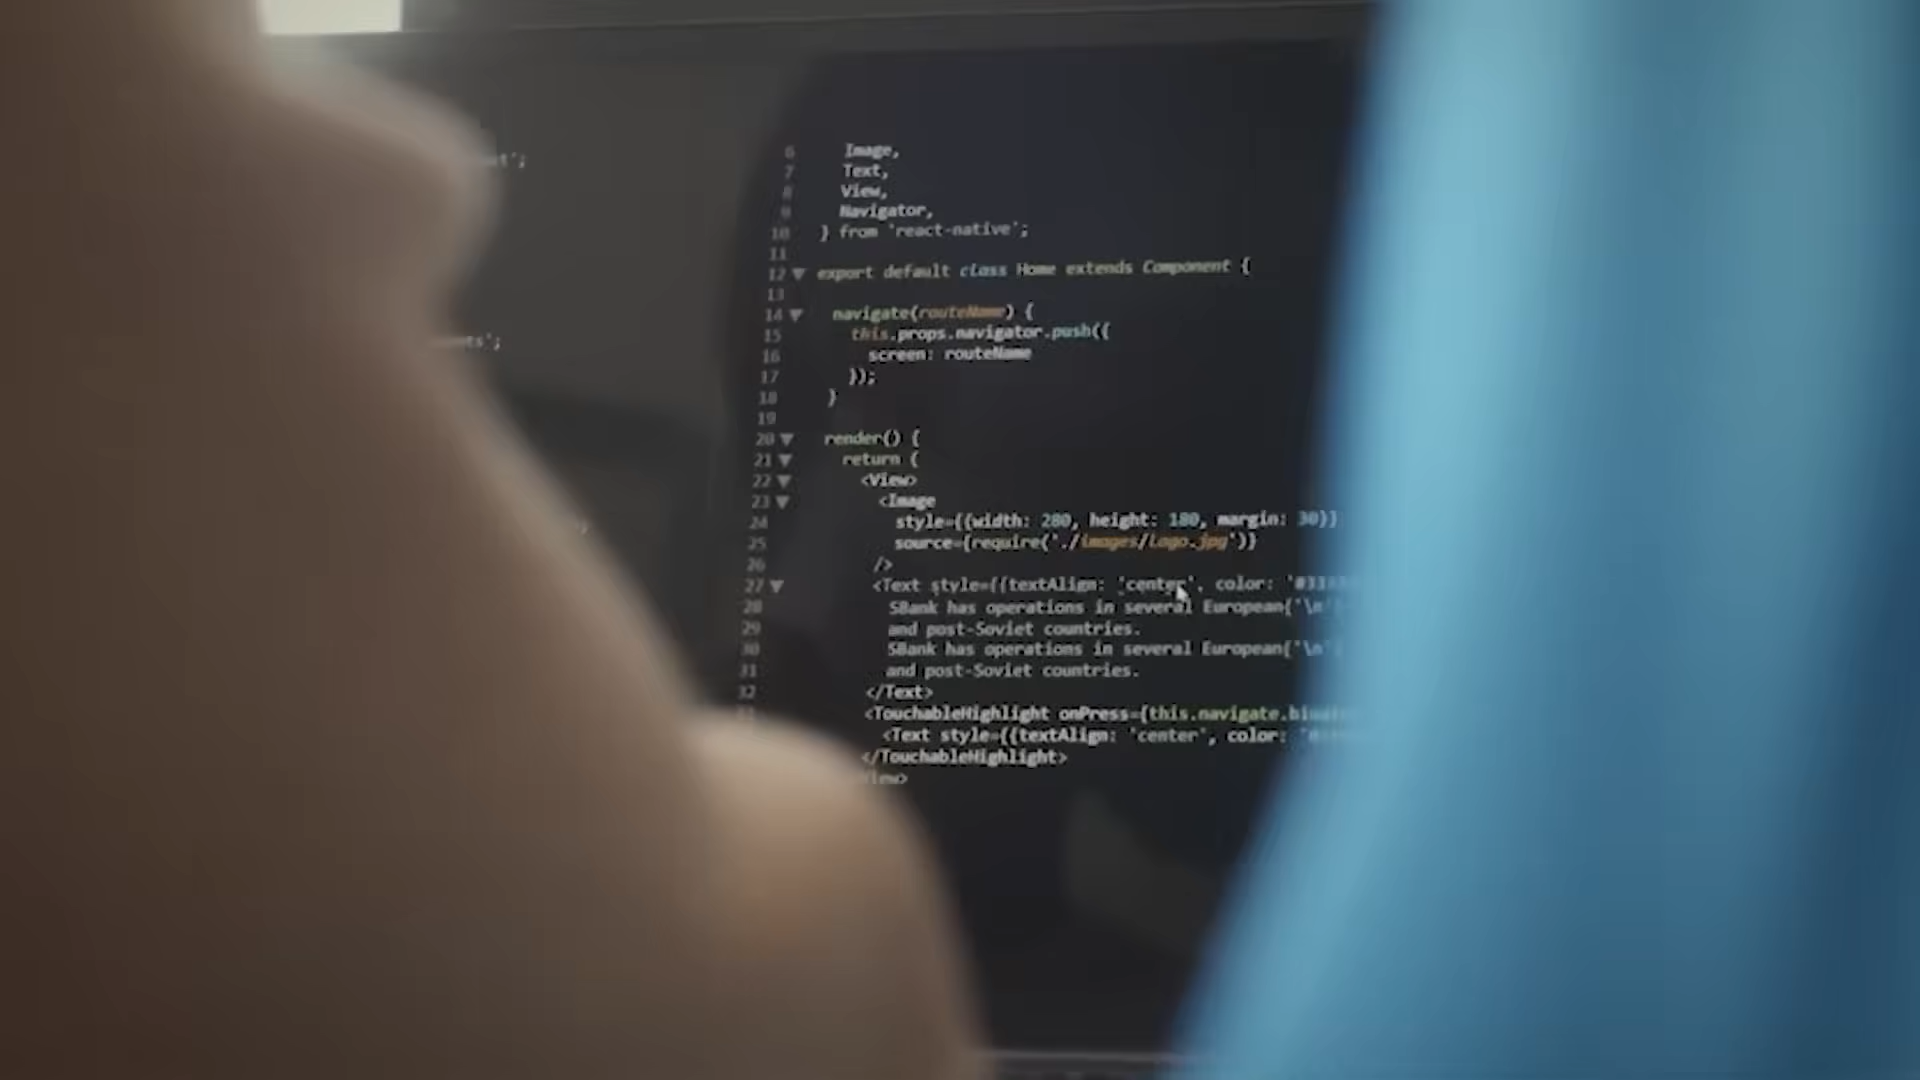 6 Image,
7 Text,
8 View,
9 Navigator,
10 } from 'react-native';
11
12 export default class Home extends Component {
13
14 navigate(routeName) {
15 this.props.navigator.push({
16 screen: routeName
17 });
18 }
19
20 render() {
21 return (
22 <View>
23 <Image
24 style={{width: 280, height: 180, margin: 30}}
25 source={require('./images/Logo.jpg')}
26 />
27 <Text style={{textAlign: 'center', color:
28 SBank has operations in several European{'\n'
29 and post-Soviet countries.
30 SBank has operations in several European{'\n'
31 and post-Soviet countries.
32 </Text>
<TouchableHighlight onPress={this.navigate.
<Text style={{textAlign: 'center', color:
</TouchableHighlight>